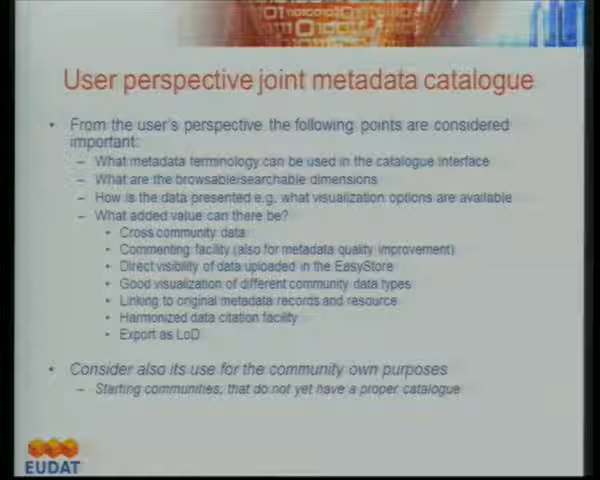 User perspective joint metadata catalogue
• From the user's perspective the following points are considered
important:
– What metadata terminology can be used in the catalogue interface
– What are the browsable/searchable dimensions
– How is the data presented e.g. what visualization options are available
– What added value can there be?
• Cross community data
• Commenting facility (also for metadata quality improvement)
• Direct visibility of data uploaded in the EasyStore
• Good visualization of different community data types
• Linking to original metadata records and resource
• Harmonized data citation facility
• Export as LoD
• Consider also its use for the community own purposes
– Starting communities, that do not yet have a proper catalogue
EUDAT